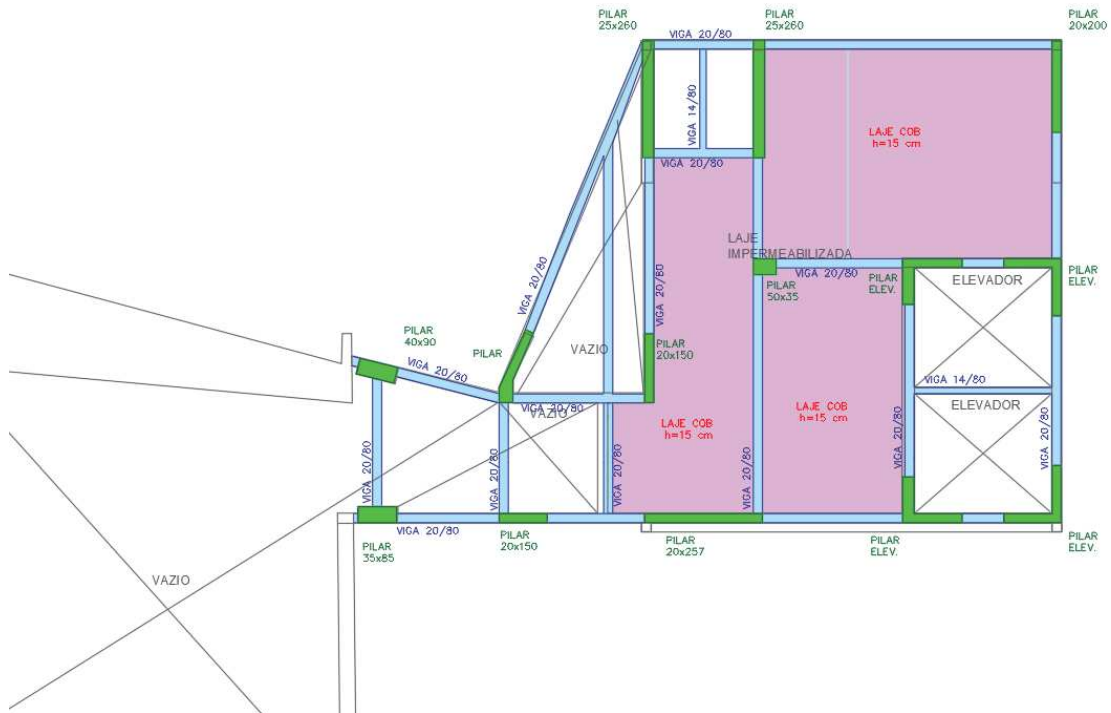 PILAR
25x260
PILAR
25x260
PILAR
20x200
VIGA 20/80
VIGA 14/80
LAJE COB
h=15 cm
VIGA 20/80
LAJE
IMPERMEABILIZADA
VIGA 20/80
VIGA 20/80
VIGA 20/80
PILAR
50x35
PILAR
ELEV.
ELEVADOR
PILAR
ELEV.
PILAR
40x90
PILAR
VAZIO
PILAR
20x150
VIGA 20/80
VIGA 14/80
VIGA 20/80
VAZIO
ELEVADOR
LAJE COB
h=15 cm
LAJE COB
h=15 cm
VIGA 20/80
VIGA 20/80
VIGA 20/80
VIGA 20/80
VIGA 20/80
VIGA 20/80
VIGA 20/80
PILAR
35x85
PILAR
20x150
PILAR
20x257
PILAR
ELEV.
PILAR
ELEV.
VAZIO